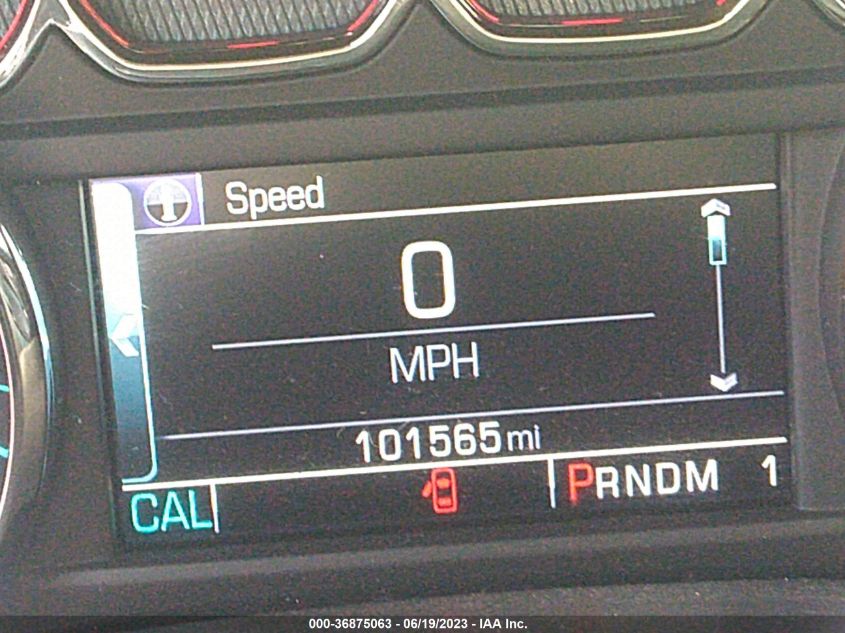 Speed
0
MPH
101565 mi
CAL PRNDM 1
000-36875063 - 06/19/2023 - IAA Inc.